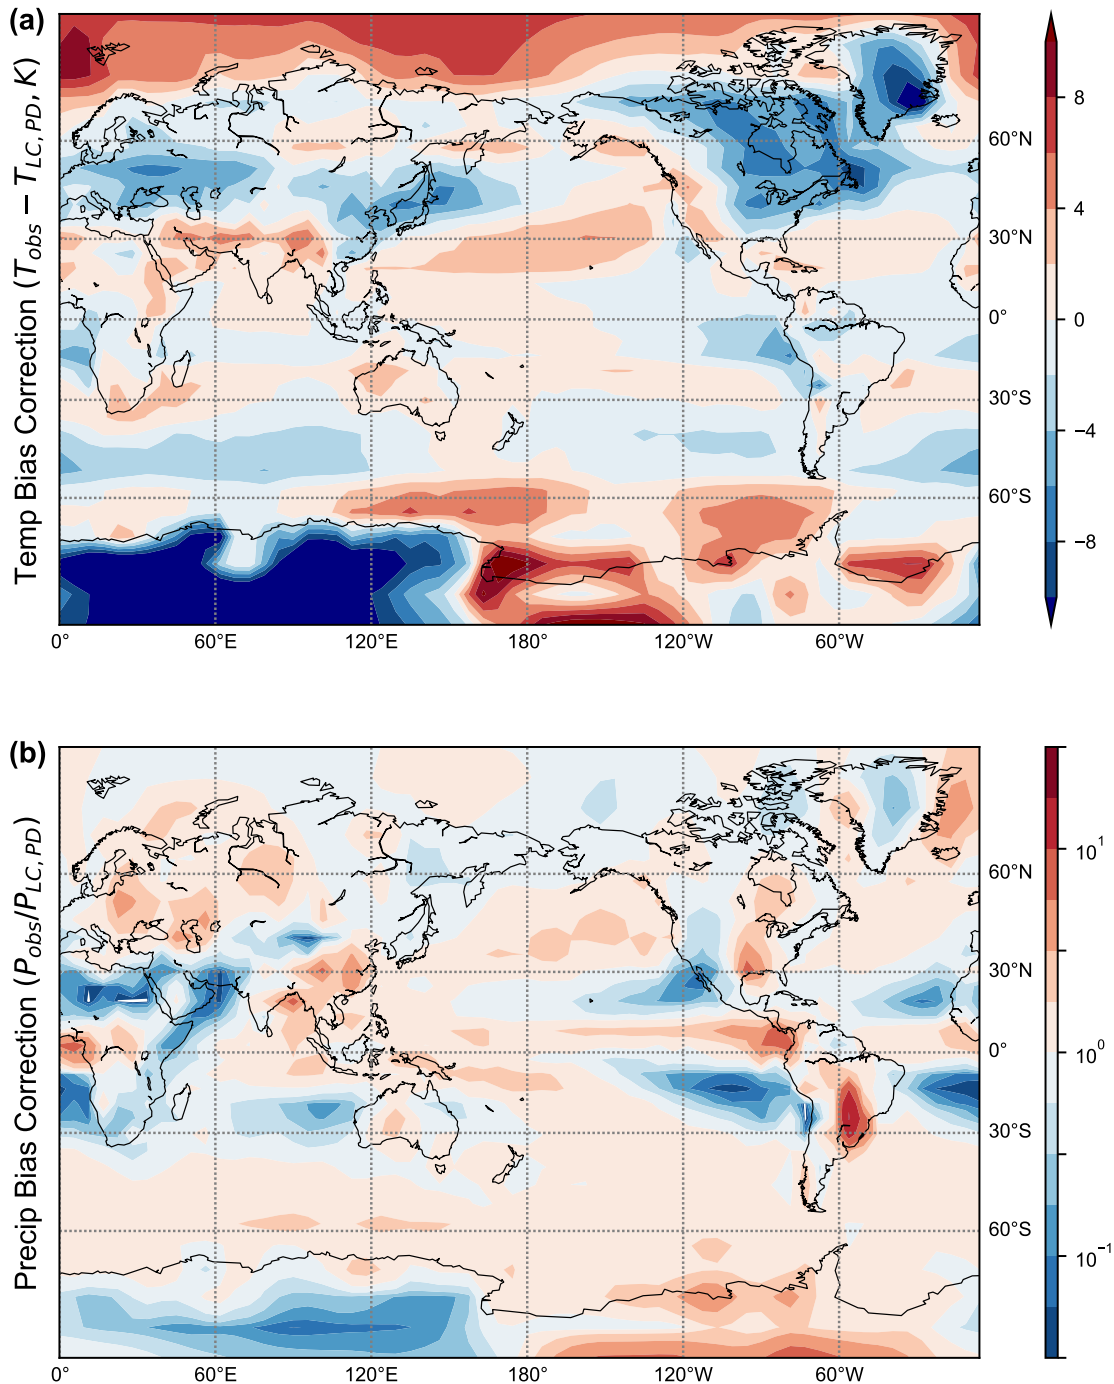 (a)
Temp Bias Correction (T_obs − T_LC, PD, K)
8
4
0
−4
−8
60°N
30°N
0°
30°S
60°S
0°
60°E
120°E
180°
120°W
60°W
(b)
Precip Bias Correction (P_obs/P_LC, PD)
10^1
10^0
10^−1
60°N
30°N
0°
30°S
60°S
0°
60°E
120°E
180°
120°W
60°W